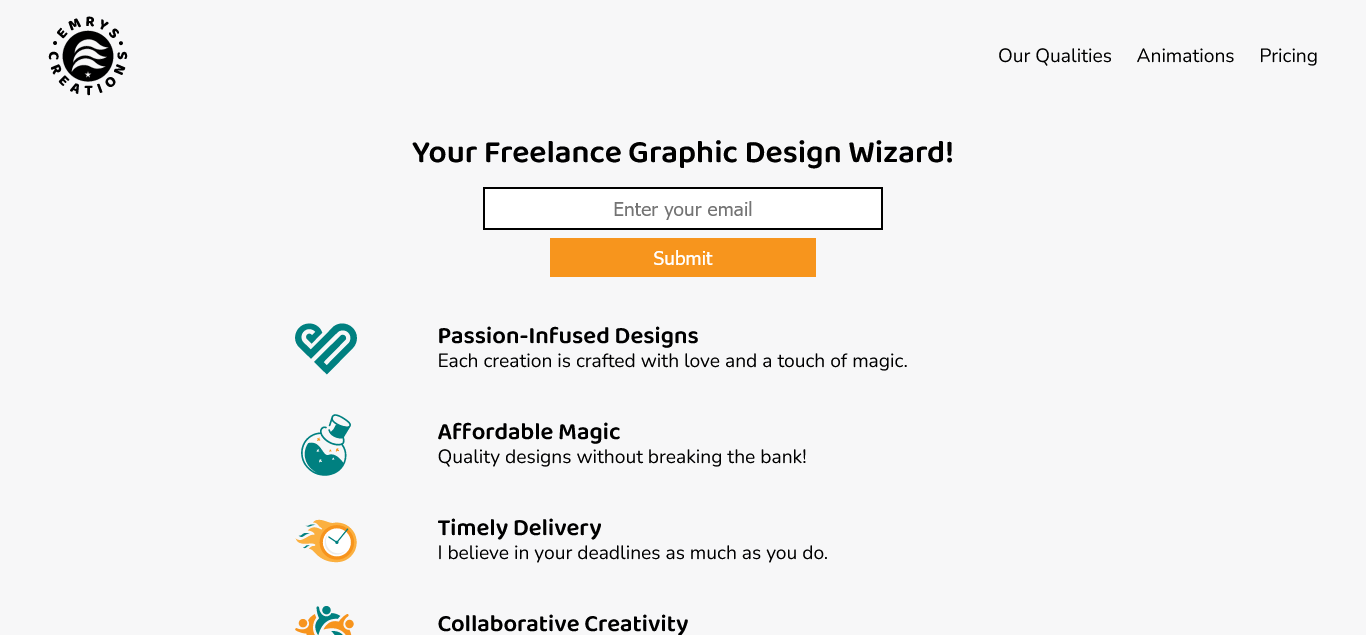 EMRYS
CREATIONS
Our Qualities Animations Pricing
Your Freelance Graphic Design Wizard!
Enter your email
Submit
Passion-Infused Designs
Each creation is crafted with love and a touch of magic.
Affordable Magic
Quality designs without breaking the bank!
Timely Delivery
I believe in your deadlines as much as you do.
Collaborative Creativity